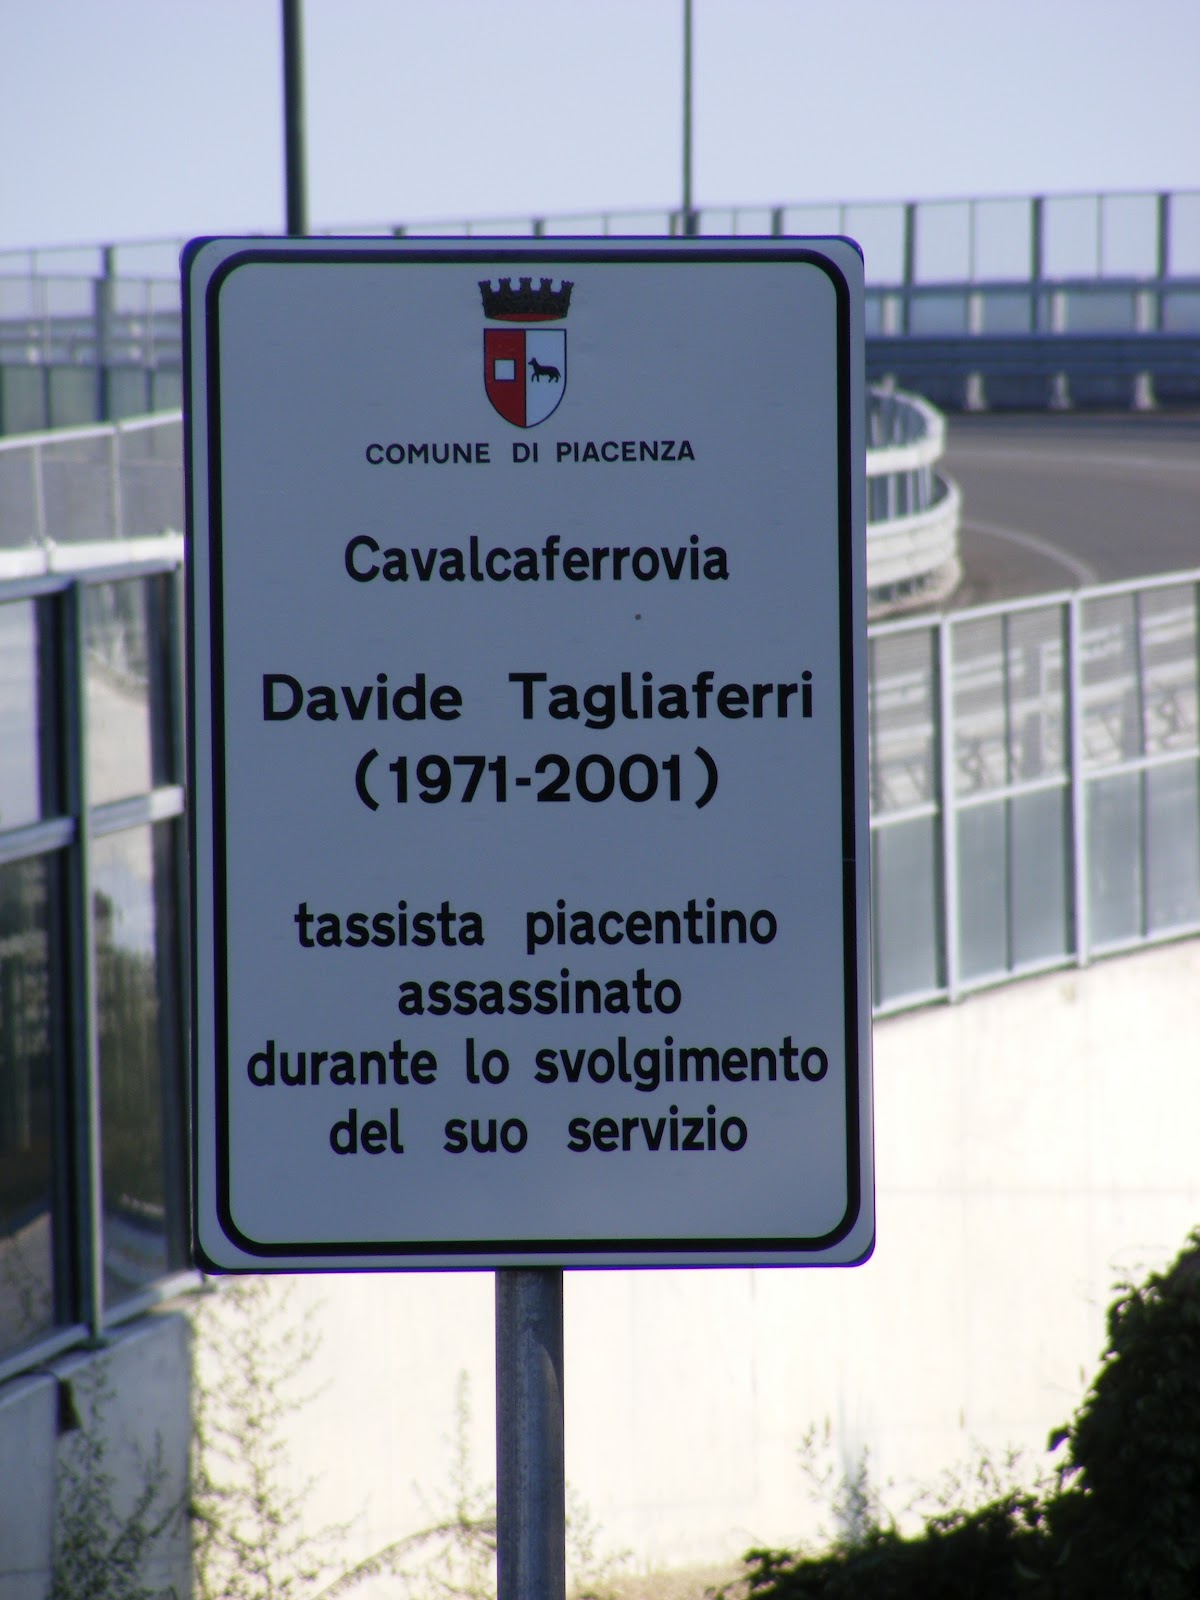 COMUNE DI PIACENZA
Cavalcaferrovia
Davide Tagliaferri
(1971-2001)
tassista piacentino
assassinato
durante lo svolgimento
del suo servizio